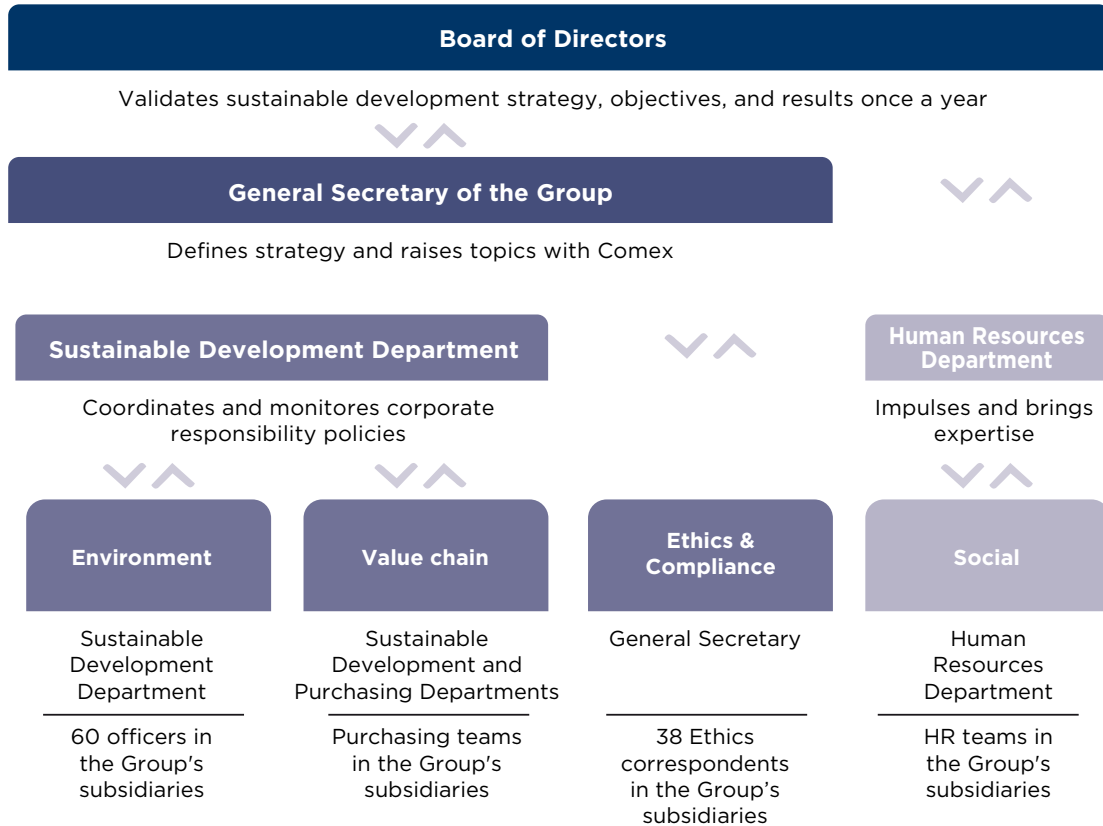 Board of Directors
Validates sustainable development strategy, objectives, and results once a year
General Secretary of the Group
Defines strategy and raises topics with Comex
Sustainable Development Department
Coordinates and monitores corporate
responsibility policies
Human Resources
Department
Impulses and brings
expertise
Environment
Sustainable
Development
Department
60 officers in
the Group's
subsidiaries
Value chain
Sustainable
Development and
Purchasing Departments
Purchasing teams
in the Group's
subsidiaries
Ethics &
Compliance
General Secretary
38 Ethics
correspondents
in the Group’s
subsidiaries
Social
Human
Resources
Department
HR teams in
the Group's
subsidiaries